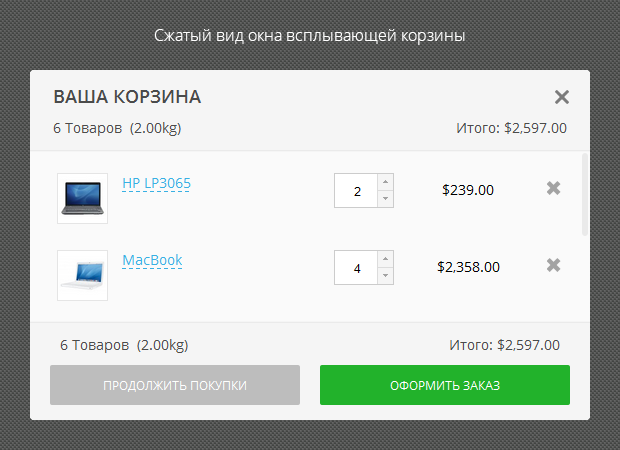 Сжатый вид окна всплывающей корзины
ВАША КОРЗИНА
6 Товаров (2.00kg) Итого: $2,597.00
HP LP3065 2 $239.00
MacBook 4 $2,358.00
6 Товаров (2.00kg) Итого: $2,597.00
ПРОДОЛЖИТЬ ПОКУПКИ ОФОРМИТЬ ЗАКАЗ